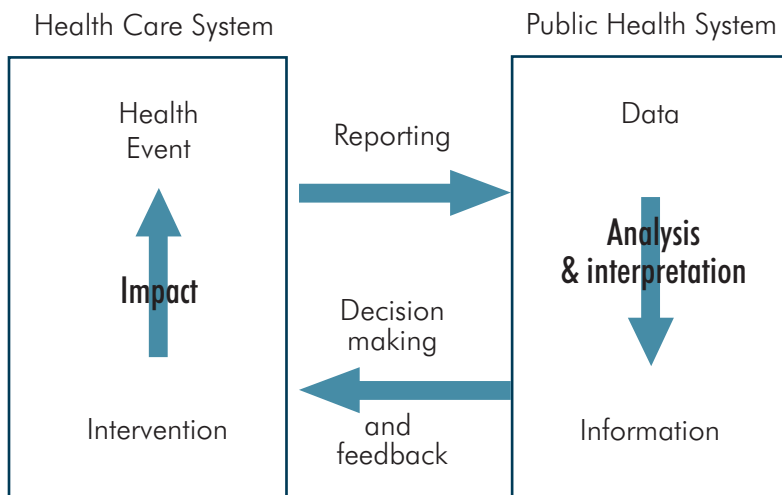 Health Care System
Public Health System
Health
Event
Reporting
Data
Impact
Analysis
& interpretation
Decision
making
and
feedback
Intervention
Information